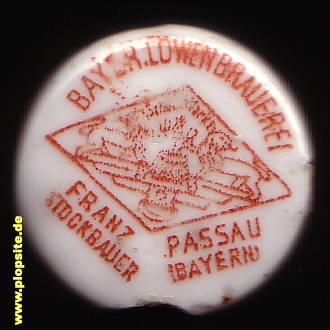 BAYER.LÖWENBRAUEREI
FRANZ
STOCKBAUER
PASSAU
(BAYERN)
© www.plopsite.de